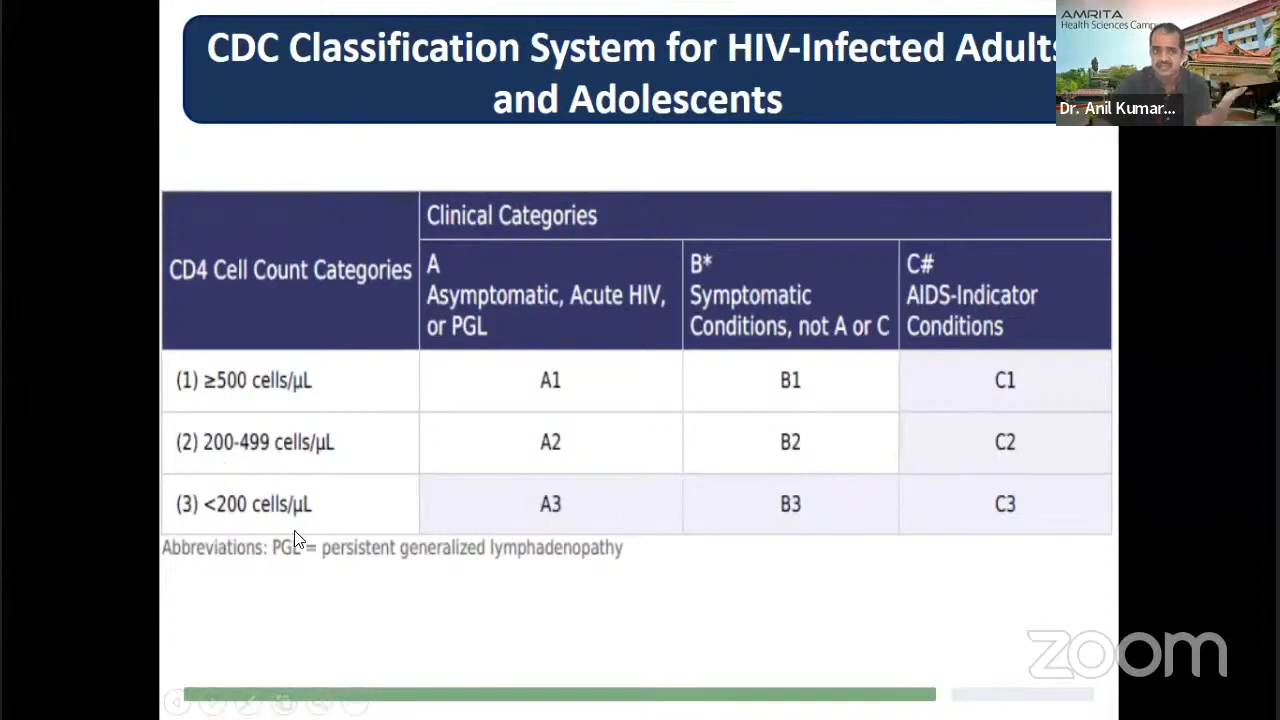 CDC Classification System for HIV-Infected Adults
and Adolescents
AMRITA
Health Sciences Camp
Dr. Anil Kumar...
CD4 Cell Count Categories
Clinical Categories
A
Asymptomatic, Acute HIV,
or PGL
B*
Symptomatic
Conditions, not A or C
C#
AIDS-Indicator
Conditions
(1) ≥500 cells/µL
A1
B1
C1
(2) 200-499 cells/µL
A2
B2
C2
(3) <200 cells/µL
A3
B3
C3
Abbreviations: PGL = persistent generalized lymphadenopathy
zoom